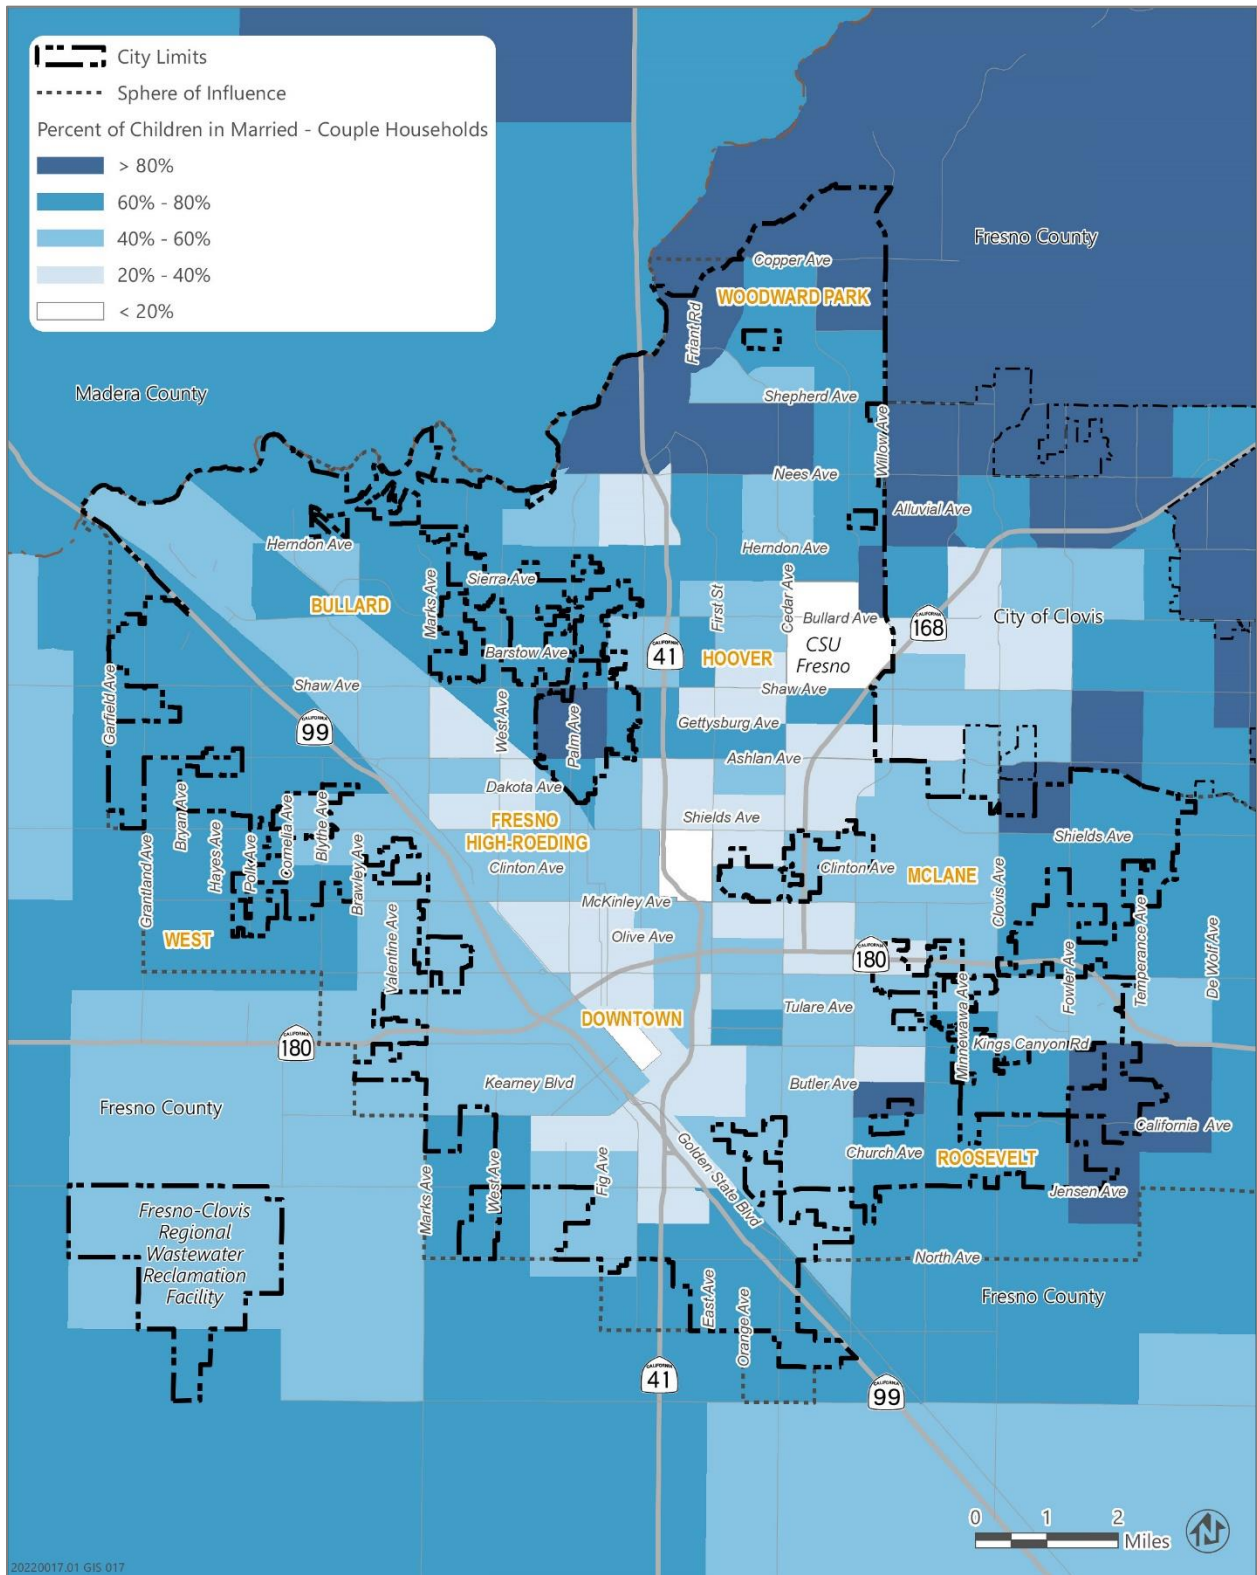 City Limits
Sphere of Influence
Percent of Children in Married - Couple Households
> 80%
60% - 80%
40% - 60%
20% - 40%
< 20%
Fresno County
Copper Ave
WOODWARD PARK
Friant Rd
Madera County
Shepherd Ave
Willow Ave
Nees Ave
Alluvial Ave
Herndon Ave
Herndon Ave
Sierra Ave
Marks Ave
BULLARD
First St
Cedar Ave
Bullard Ave
CALIFORNIA
168
City of Clovis
CSU
Fresno
Barstow Ave
CALIFORNIA
41
HOOVER
Shaw Ave
Shaw Ave
Garfield Ave
CALIFORNIA
99
West Ave
Palm Ave
Gettysburg Ave
Ashlan Ave
Dakota Ave
Bryan Ave
Hayes Ave
Polk Ave
Cornelia Ave
Blythe Ave
Brawley Ave
FRESNO
HIGH-ROEDING
Shields Ave
Shields Ave
Clinton Ave
Clinton Ave
MCLANE
Clovis Ave
Grantland Ave
McKinley Ave
WEST
Valentine Ave
Olive Ave
CALIFORNIA
180
Fowler Ave
Temperance Ave
De Wolf Ave
Tulare Ave
Minnewawa Ave
DOWNTOWN
CALIFORNIA
180
Kings Canyon Rd
Kearney Blvd
Butler Ave
Fresno County
California Ave
Golden State Blvd
Church Ave
ROOSEVELT
Marks Ave
West Ave
Fig Ave
Jensen Ave
Fresno-Clovis
Regional
Wastewater
Reclamation
Facility
North Ave
East Ave
Orange Ave
Fresno County
CALIFORNIA
41
CALIFORNIA
99
0 1 2
Miles
N
20220017.01 GIS 017